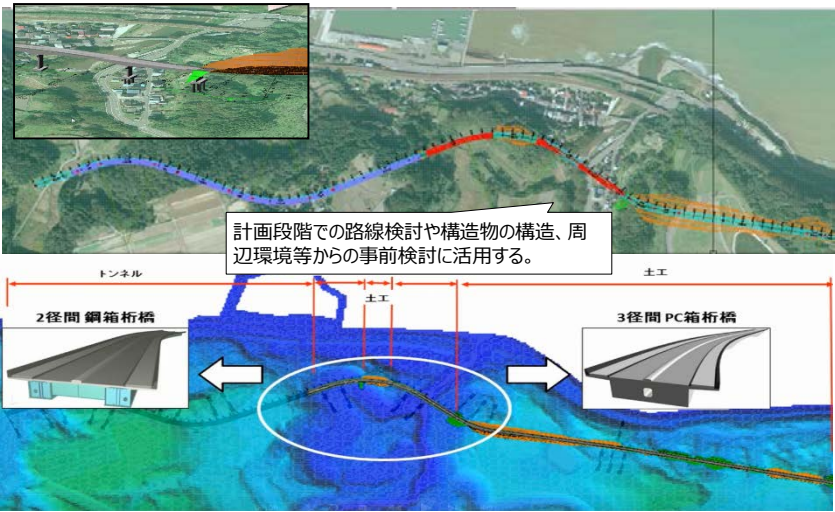 計画段階での路線検討や構造物の構造、周
辺環境等からの事前検討に活用する。
トンネル
土工
土工
2径間 鋼箱桁橋
3径間 PC箱桁橋